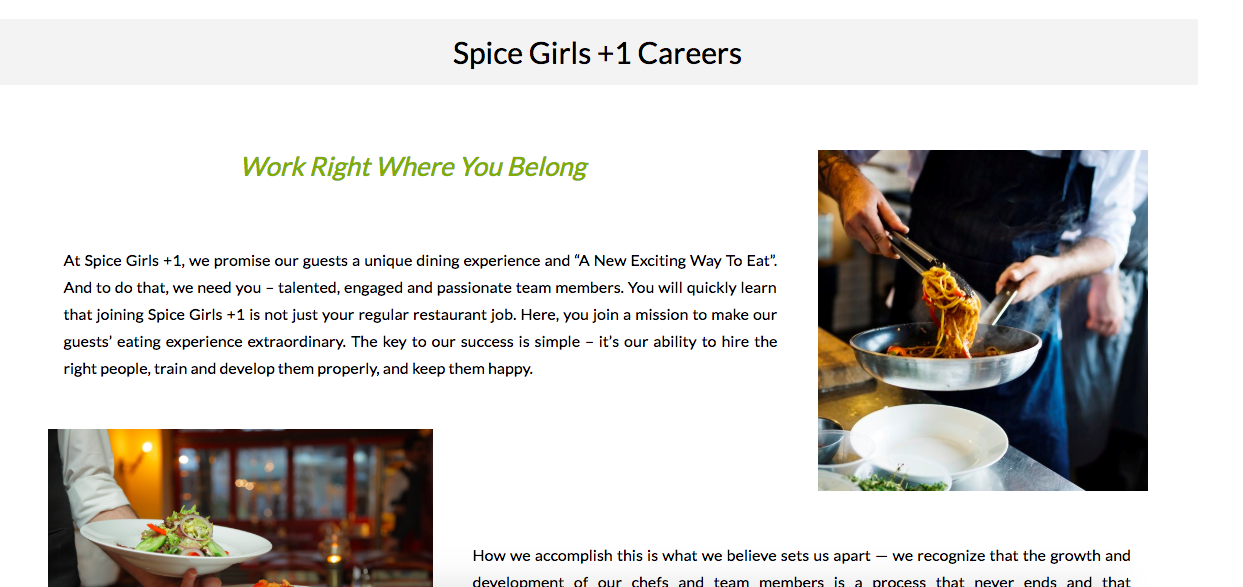 Spice Girls +1 Careers
Work Right Where You Belong
At Spice Girls +1, we promise our guests a unique dining experience and “A New Exciting Way To Eat”.
And to do that, we need you – talented, engaged and passionate team members. You will quickly learn
that joining Spice Girls +1 is not just your regular restaurant job. Here, you join a mission to make our
guests’ eating experience extraordinary. The key to our success is simple – it’s our ability to hire the
right people, train and develop them properly, and keep them happy.
How we accomplish this is what we believe sets us apart — we recognize that the growth and
development of our chefs and team members is a process that never ends and that